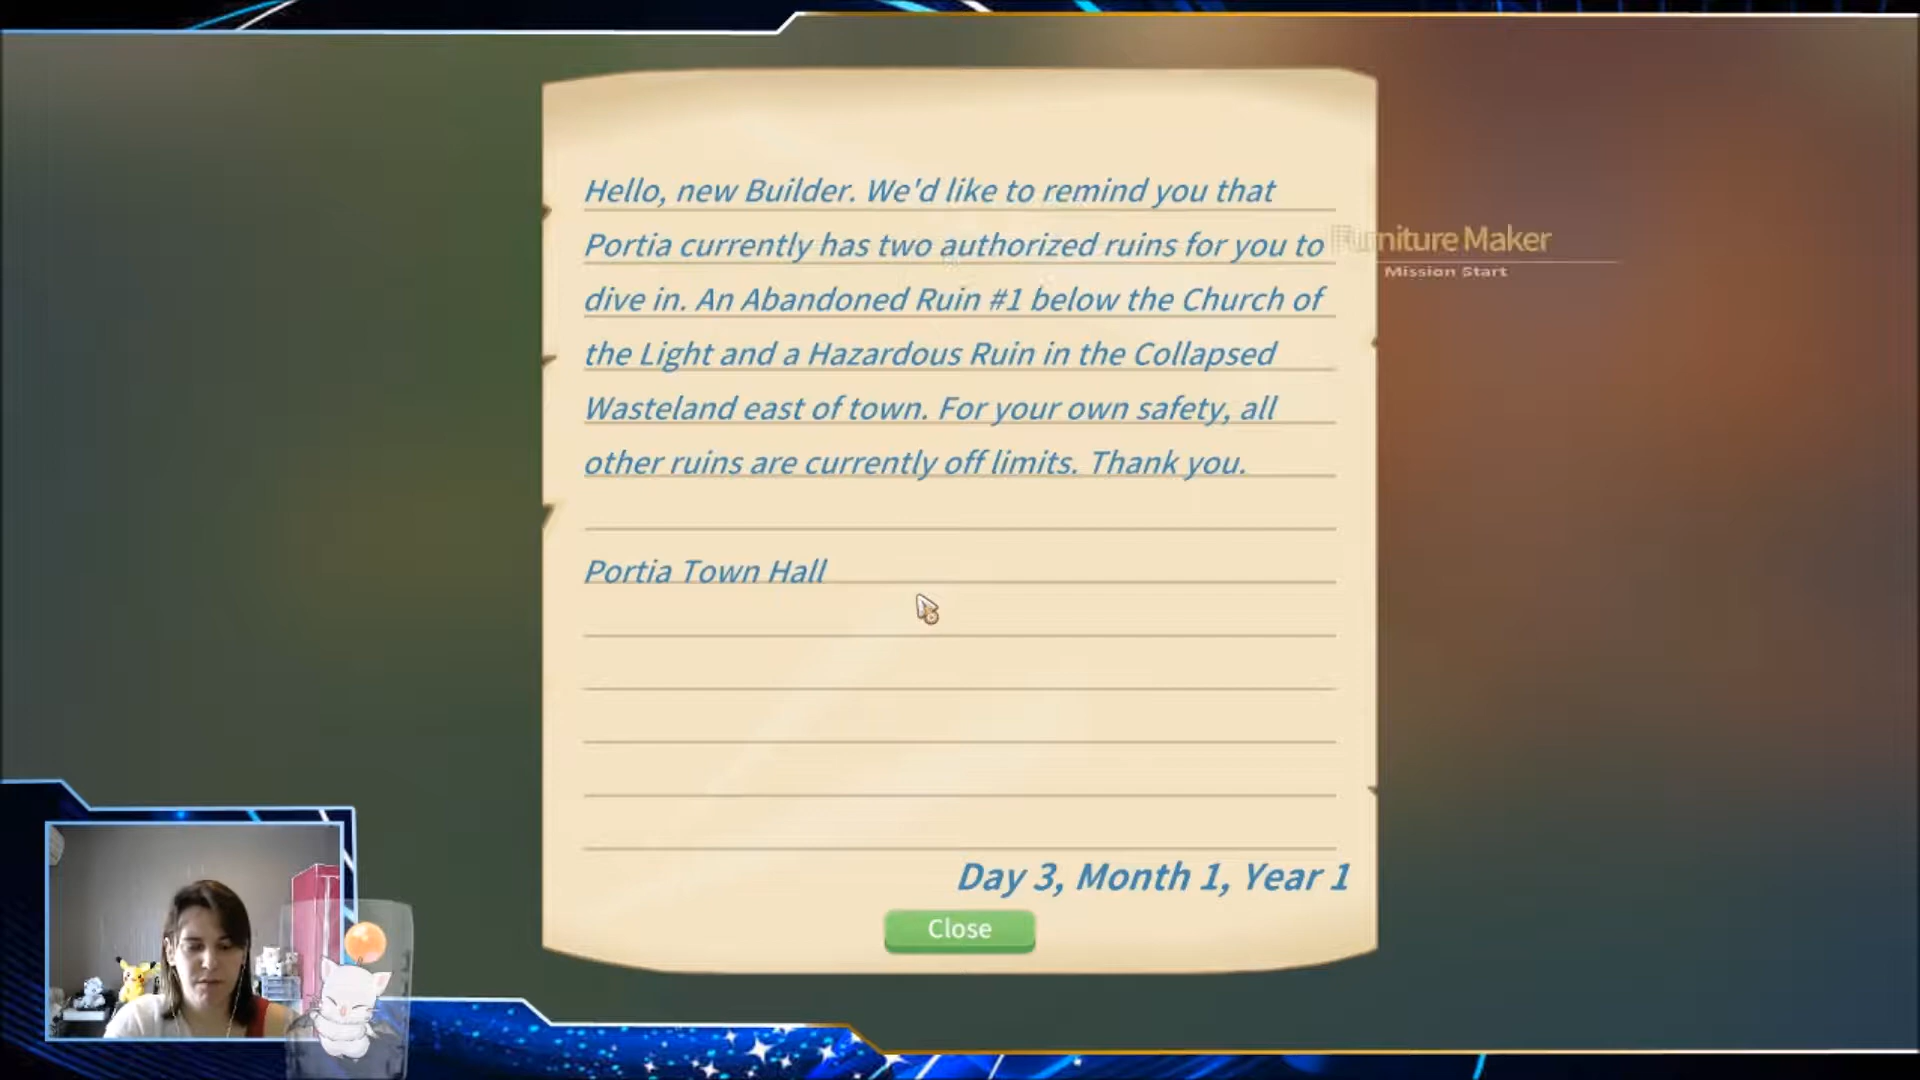 Hello, new Builder. We'd like to remind you that
Portia currently has two authorized ruins for you to
dive in. An Abandoned Ruin #1 below the Church of
the Light and a Hazardous Ruin in the Collapsed
Wasteland east of town. For your own safety, all
other ruins are currently off limits. Thank you.
Portia Town Hall
Day 3, Month 1, Year 1
Close
Furniture Maker
Mission Start